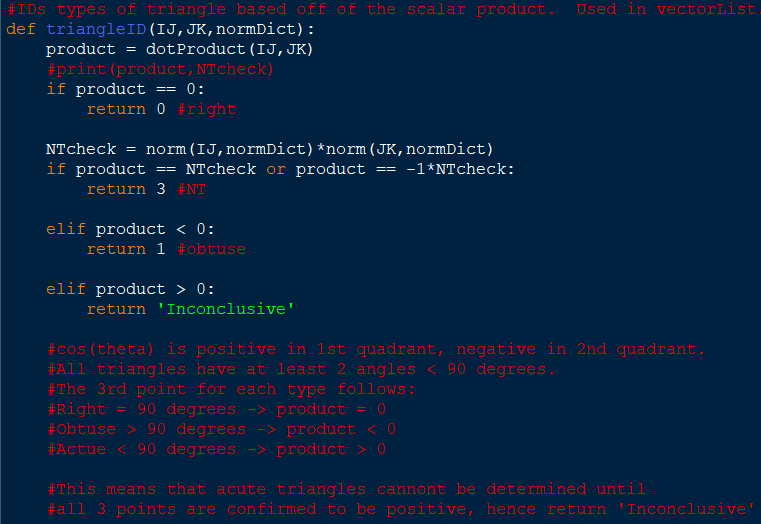 #IDs types of triangle based off of the scalar product.  Used in vectorList.
def triangleID(IJ,JK,normDict):
    product = dotProduct(IJ,JK)
    #print(product,NTcheck)
    if product == 0:
        return 0 #right
    NTcheck = norm(IJ,normDict)*norm(JK,normDict)
    if product == NTcheck or product == -1*NTcheck:
        return 3 #NT
    elif product < 0:
        return 1 #obtuse
    elif product > 0:
        return 'Inconclusive'
    #cos(theta) is positive in 1st quadrant, negative in 2nd quadrant.
    #All triangles have at least 2 angles < 90 degrees.
    #The 3rd point for each type follows:
    #Right = 90 degrees -> product = 0
    #Obtuse > 90 degrees -> product < 0
    #Actue < 90 degrees -> product > 0
    #This means that acute triangles cannont be determined until
    #all 3 points are confirmed to be positive, hence return 'Inconclusive'